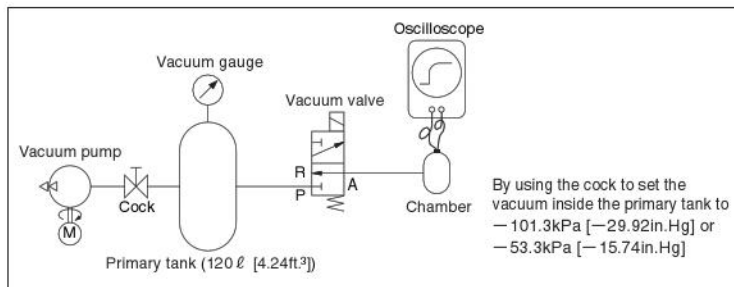 Oscilloscope
Vacuum gauge
Vacuum valve
Vacuum pump
R
P
A
Cock
M
Chamber
Primary tank (120ℓ [4.24ft.³])
By using the cock to set the
vacuum inside the primary tank to
−101.3kPa [−29.92in.Hg] or
−53.3kPa [−15.74in.Hg]